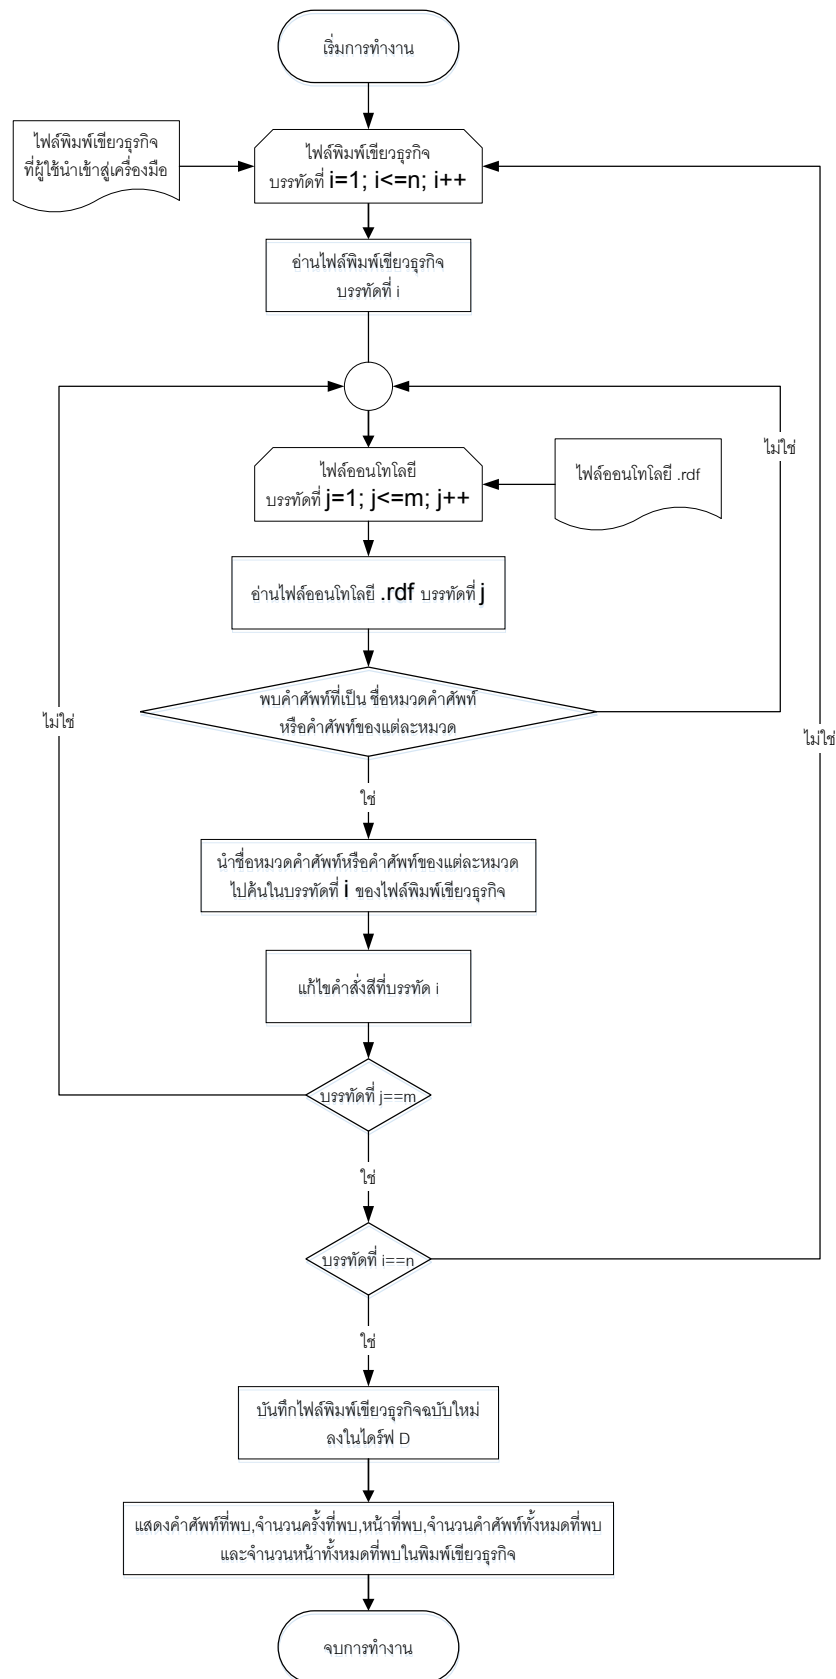 เริ่มการทำงาน
ไฟล์พิมพ์เขียวธุรกิจ
ที่ผู้ใช้นำเข้าสู่เครื่องมือ
ไฟล์พิมพ์เขียวธุรกิจ
บรรทัดที่ i=1; i<=n; i++
อ่านไฟล์พิมพ์เขียวธุรกิจ
บรรทัดที่ i
ไม่ใช่
ไฟล์ออนโทโลยี
บรรทัดที่ j=1; j<=m; j++
ไฟล์ออนโทโลยี .rdf
อ่านไฟล์ออนโทโลยี .rdf บรรทัดที่ j
พบคำศัพท์ที่เป็น ชื่อหมวดคำศัพท์
หรือคำศัพท์ของแต่ละหมวด
ไม่ใช่
ไม่ใช่
ใช่
นำชื่อหมวดคำศัพท์หรือคำศัพท์ของแต่ละหมวด
ไปค้นในบรรทัดที่ i ของไฟล์พิมพ์เขียวธุรกิจ
แก้ไขคำสั่งสีที่บรรทัด i
บรรทัดที่ j==m
ใช่
บรรทัดที่ i==n
ใช่
บันทึกไฟล์พิมพ์เขียวธุรกิจฉบับใหม่
ลงในไดร์ฟ D
แสดงคำศัพท์ที่พบ,จำนวนครั้งที่พบ,หน้าที่พบ,จำนวนคำศัพท์ทั้งหมดที่พบ
และจำนวนหน้าทั้งหมดที่พบในพิมพ์เขียวธุรกิจ
จบการทำงาน